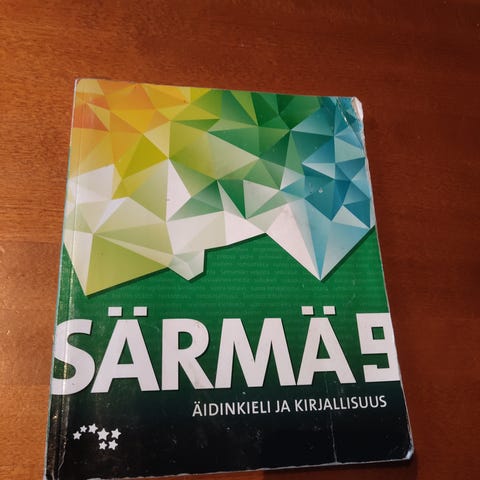 SÄRMÄ 9
ÄIDINKIELI JA KIRJALLISUUS